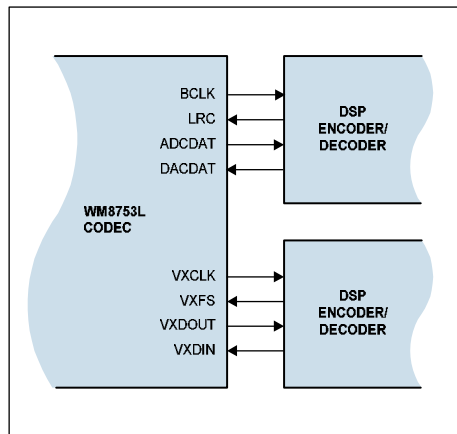 BCLK
LRC
ADCDAT
DACDAT
DSP
ENCODER/
DECODER
WM8753L
CODEC
VXCLK
VXFS
VXDOUT
VXDIN
DSP
ENCODER/
DECODER